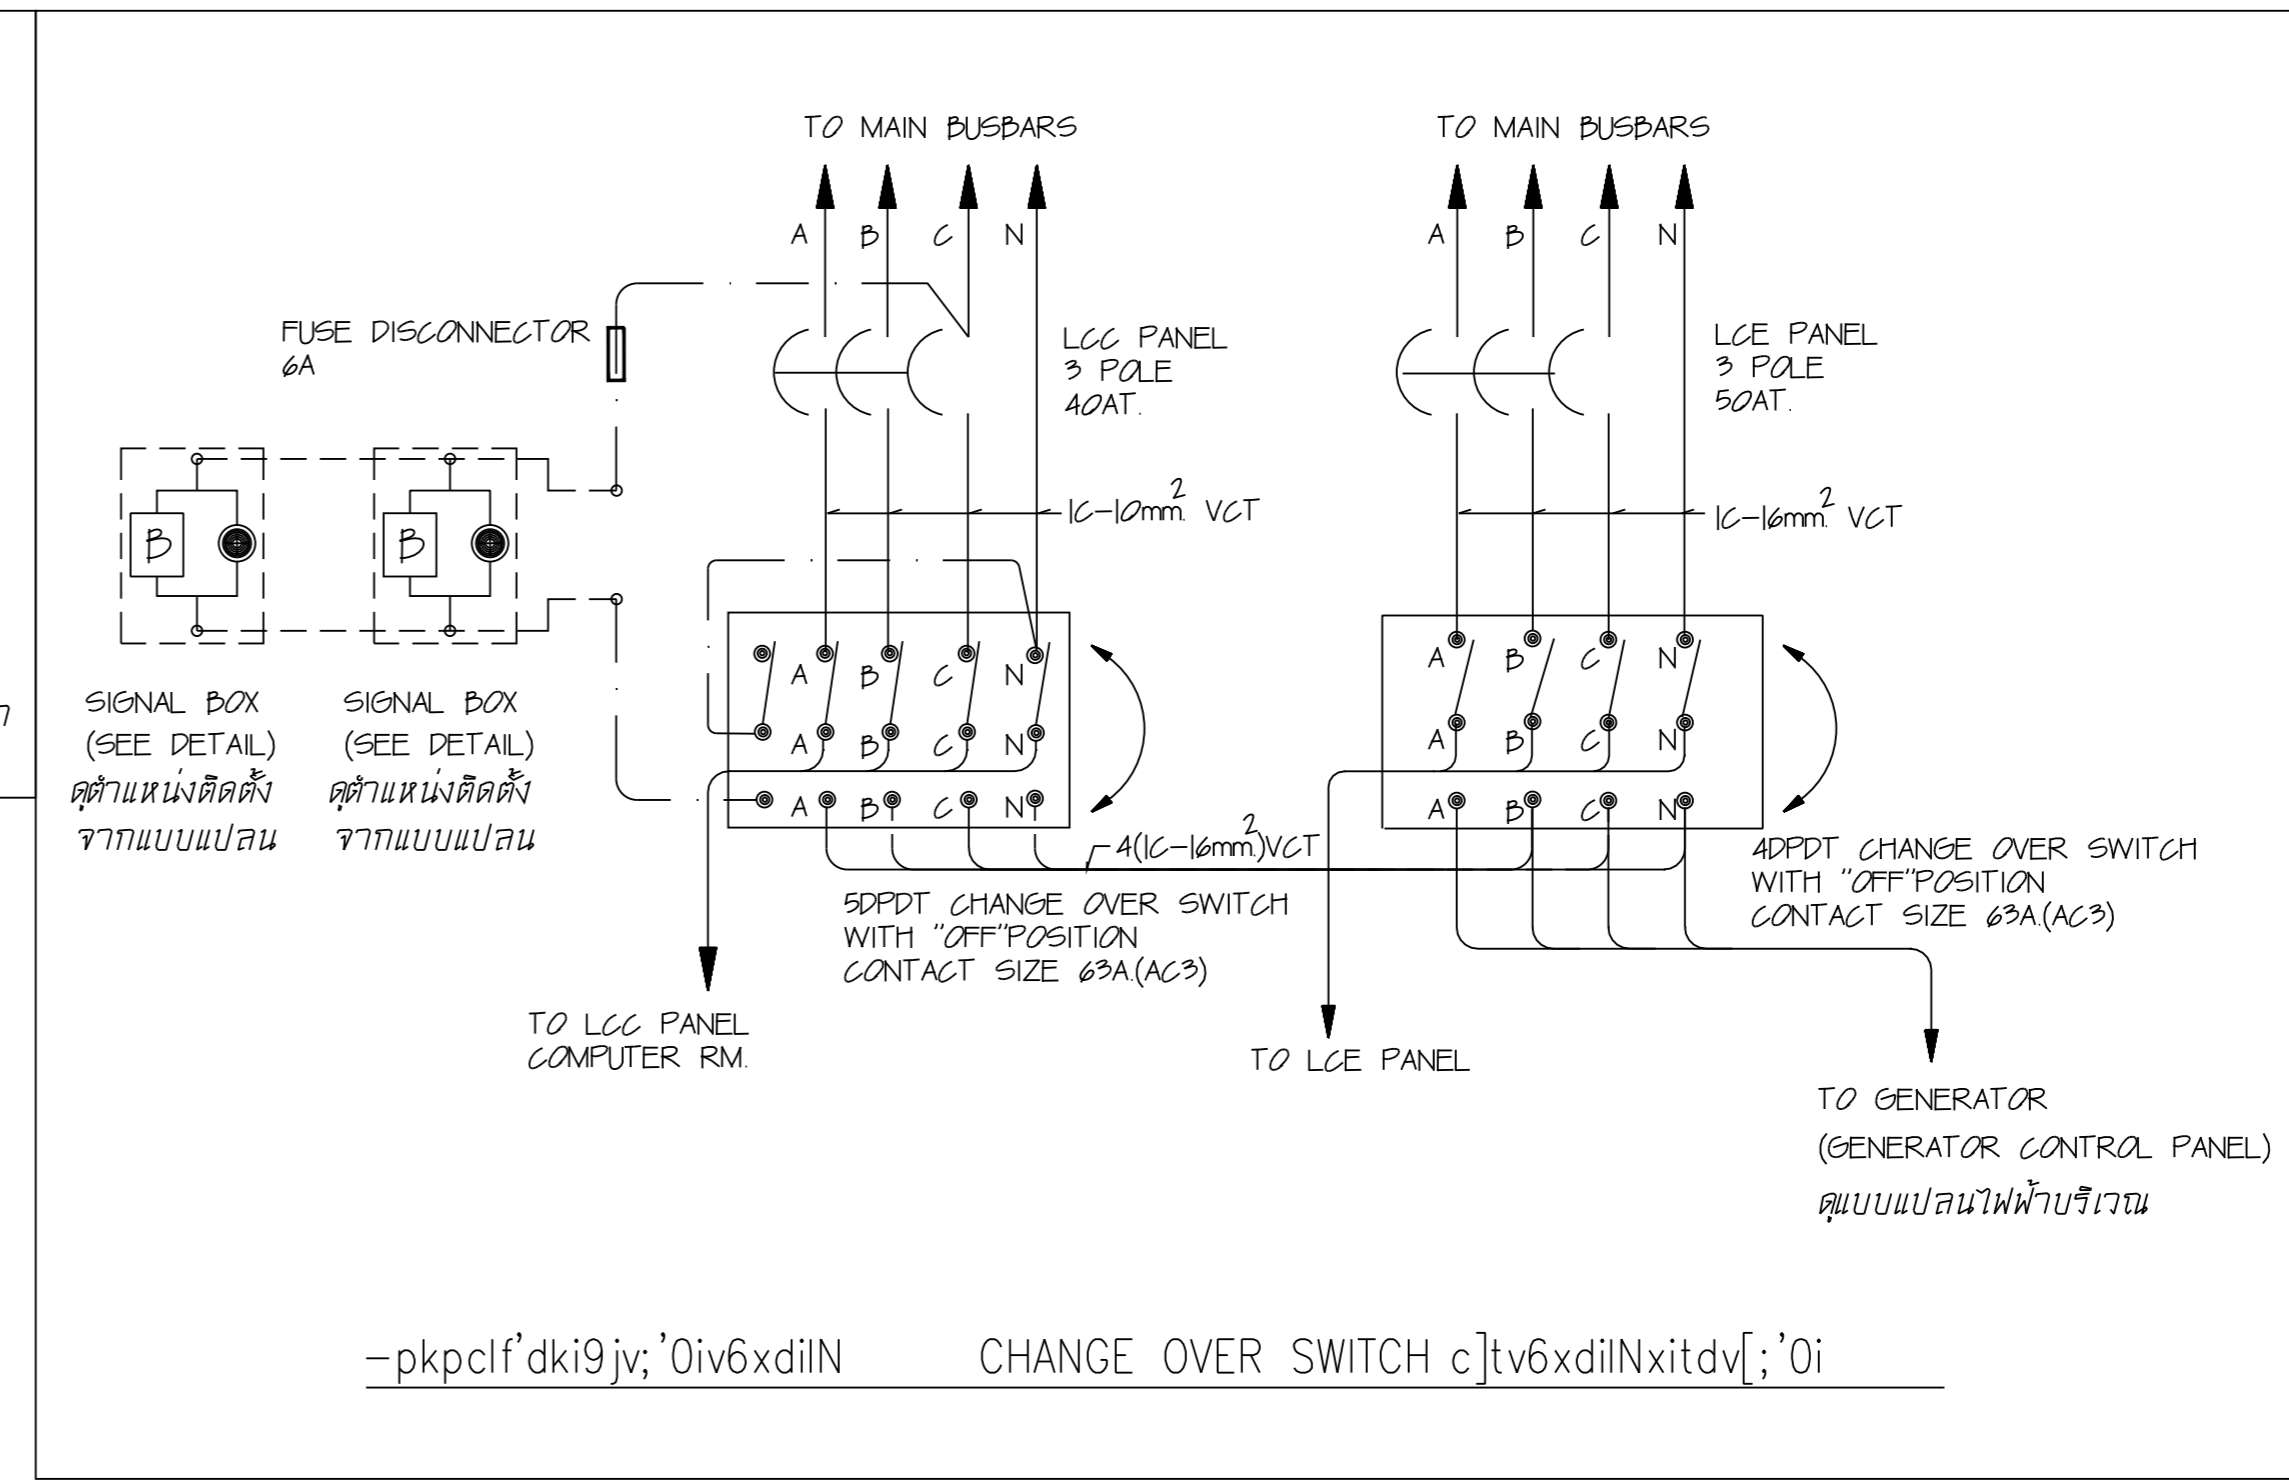 TO MAIN BUSBARS
TO MAIN BUSBARS
A B C N
A B C N
FUSE DISCONNECTOR
6A
LCC PANEL
3 POLE
40AT.
LCE PANEL
3 POLE
50AT.
1C-10mm.² VCT
1C-16mm.² VCT
B
B
SIGNAL BOX
(SEE DETAIL)
ดูตำแหน่งติดตั้ง
จากแบบแปลน
SIGNAL BOX
(SEE DETAIL)
ดูตำแหน่งติดตั้ง
จากแบบแปลน
A B C N
A B C N
A B C N
A B C N
A B C N
A B C N
4(1C-16mm.²)VCT
5DPDT CHANGE OVER SWITCH
WITH "OFF"POSITION
CONTACT SIZE 63A.(AC3)
4DPDT CHANGE OVER SWITCH
WITH "OFF"POSITION
CONTACT SIZE 63A.(AC3)
TO LCC PANEL
COMPUTER RM.
TO LCE PANEL
TO GENERATOR
(GENERATOR CONTROL PANEL)
ดูแบบแปลนไฟฟ้าบริเวณ
-pkpclf'dki9jv;'0iv6xdilN CHANGE OVER SWITCH c]tv6xdilNxitdv[;'0i